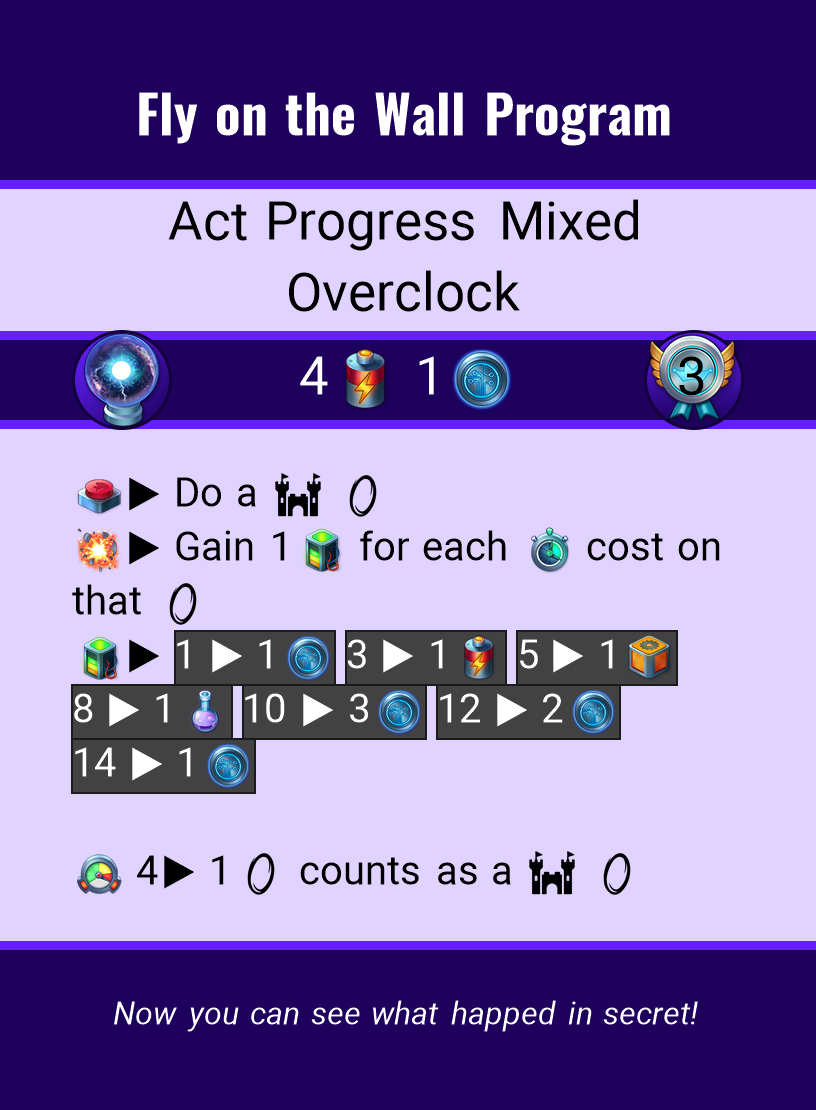 Fly on the Wall Program
Act Progress Mixed
Overclock
4 1 3
▶ Do a
▶ Gain 1 for each cost on
that
▶ 1 ▶ 1 3 ▶ 1 5 ▶ 1
8 ▶ 1 10 ▶ 3 12 ▶ 2
14 ▶ 1
4▶ 1 counts as a
Now you can see what happed in secret!